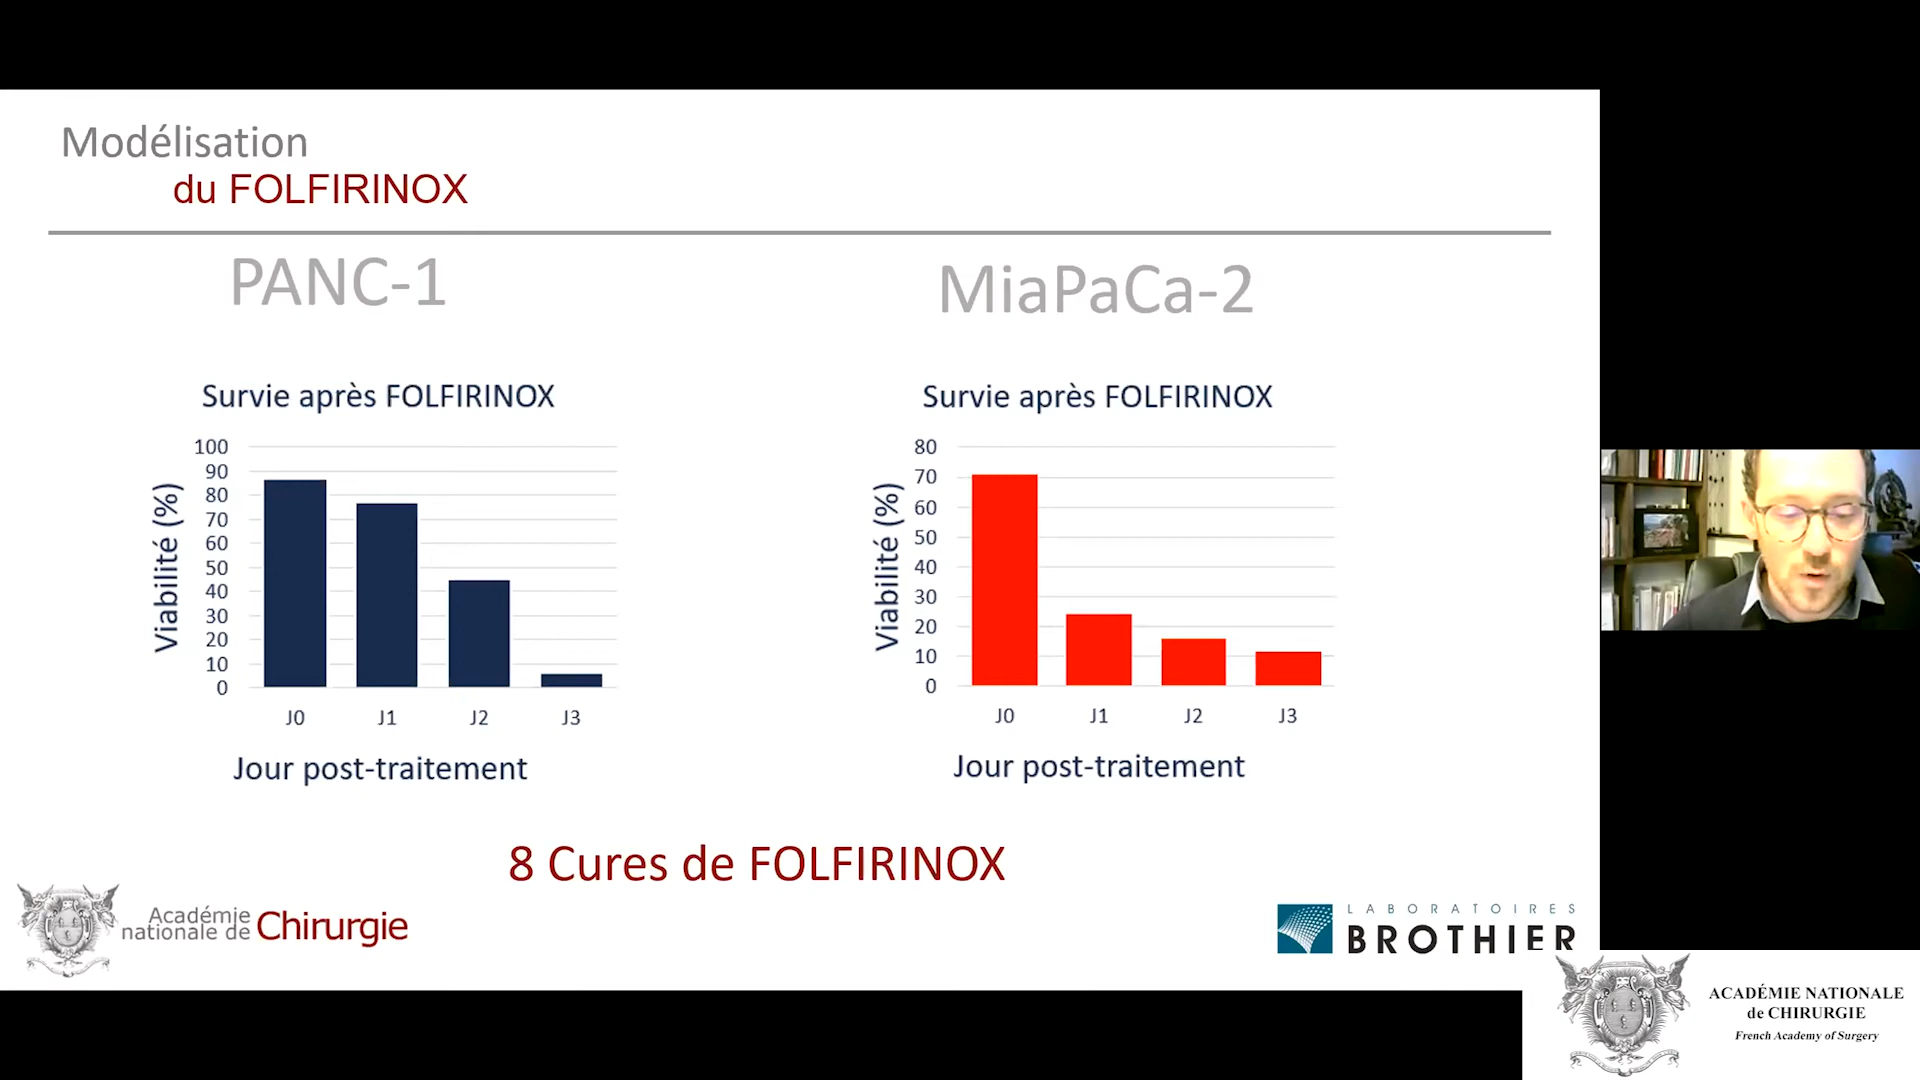 Modélisation
du FOLFIRINOX
PANC-1
Survie après FOLFIRINOX
Viabilité (%)
100
90
80
70
60
50
40
30
20
10
0
J0 J1 J2 J3
Jour post-traitement
MiaPaCa-2
Survie après FOLFIRINOX
Viabilité (%)
80
70
60
50
40
30
20
10
0
J0 J1 J2 J3
Jour post-traitement
8 Cures de FOLFIRINOX
Académie
nationale de Chirurgie
LABORATOIRES
BROTHIER
ACADÉMIE NATIONALE
de CHIRURGIE
French Academy of Surgery